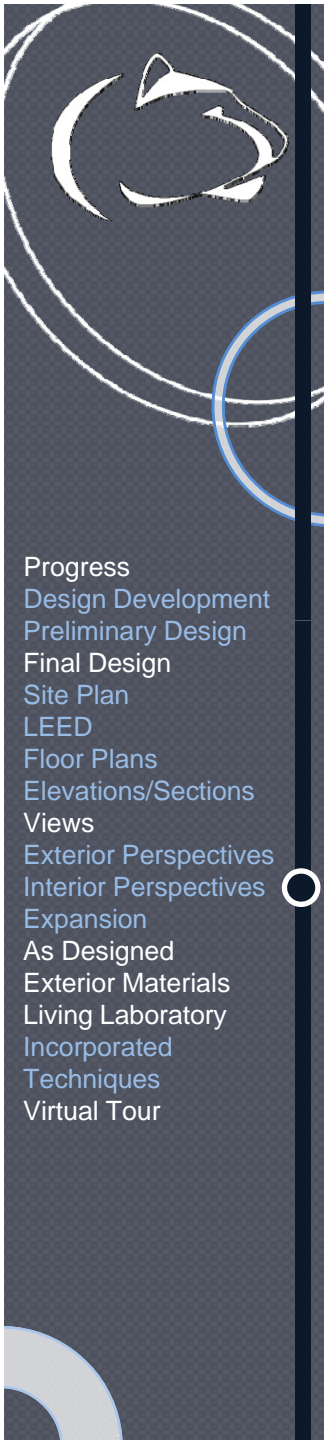 Progress
Design Development
Preliminary Design
Final Design
Site Plan
LEED
Floor Plans
Elevations/Sections
Views
Exterior Perspectives
Interior Perspectives
Expansion
As Designed
Exterior Materials
Living Laboratory
Incorporated
Techniques
Virtual Tour